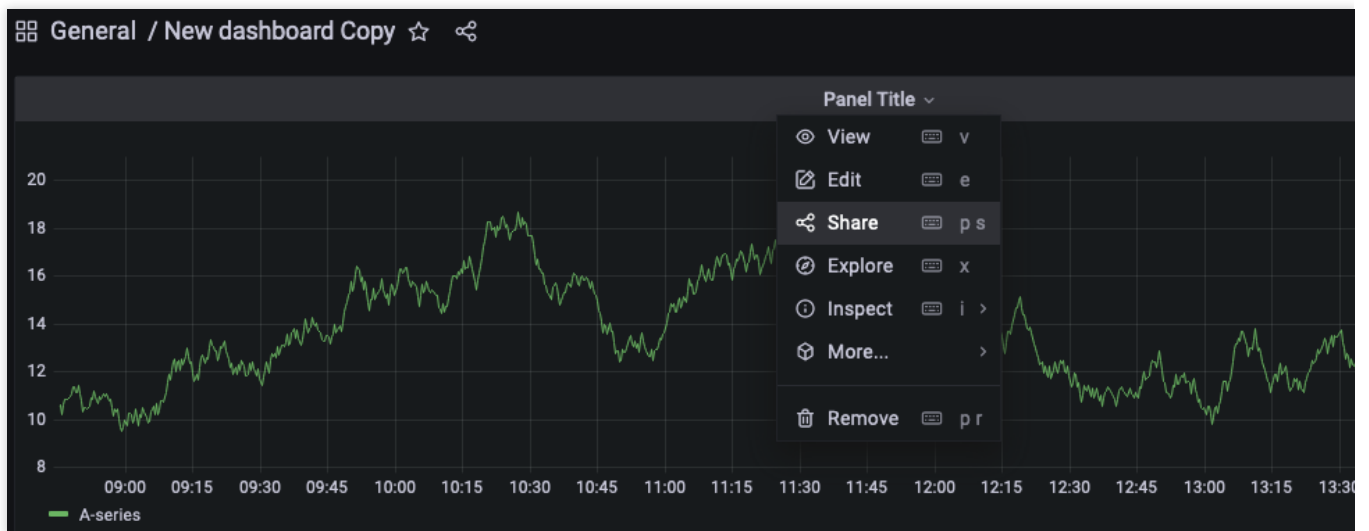 General / New dashboard Copy
Panel Title
View v
Edit e
Share p s
Explore x
Inspect i
More...
Remove p r
20
18
16
14
12
10
8
09:00 09:15 09:30 09:45 10:00 10:15 10:30 10:45 11:00 11:15 11:30 11:45 12:00 12:15 12:30 12:45 13:00 13:15 13:30
A-series